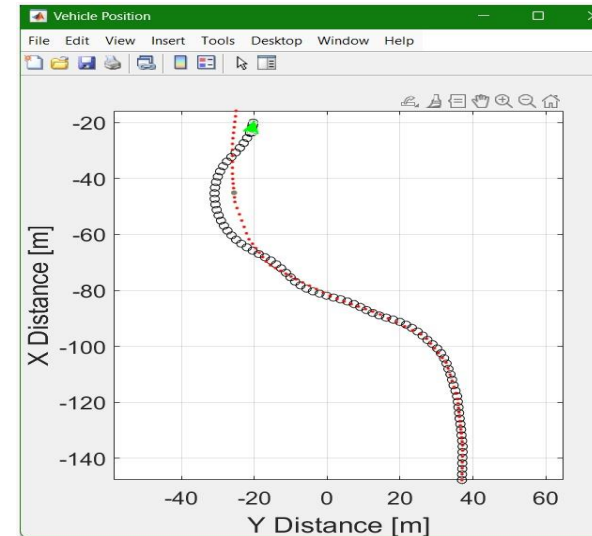 Vehicle Position
File Edit View Insert Tools Desktop Window Help
-20
-40
-60
-80
-100
-120
-140
X Distance [m]
-40 -20 0 20 40 60
Y Distance [m]